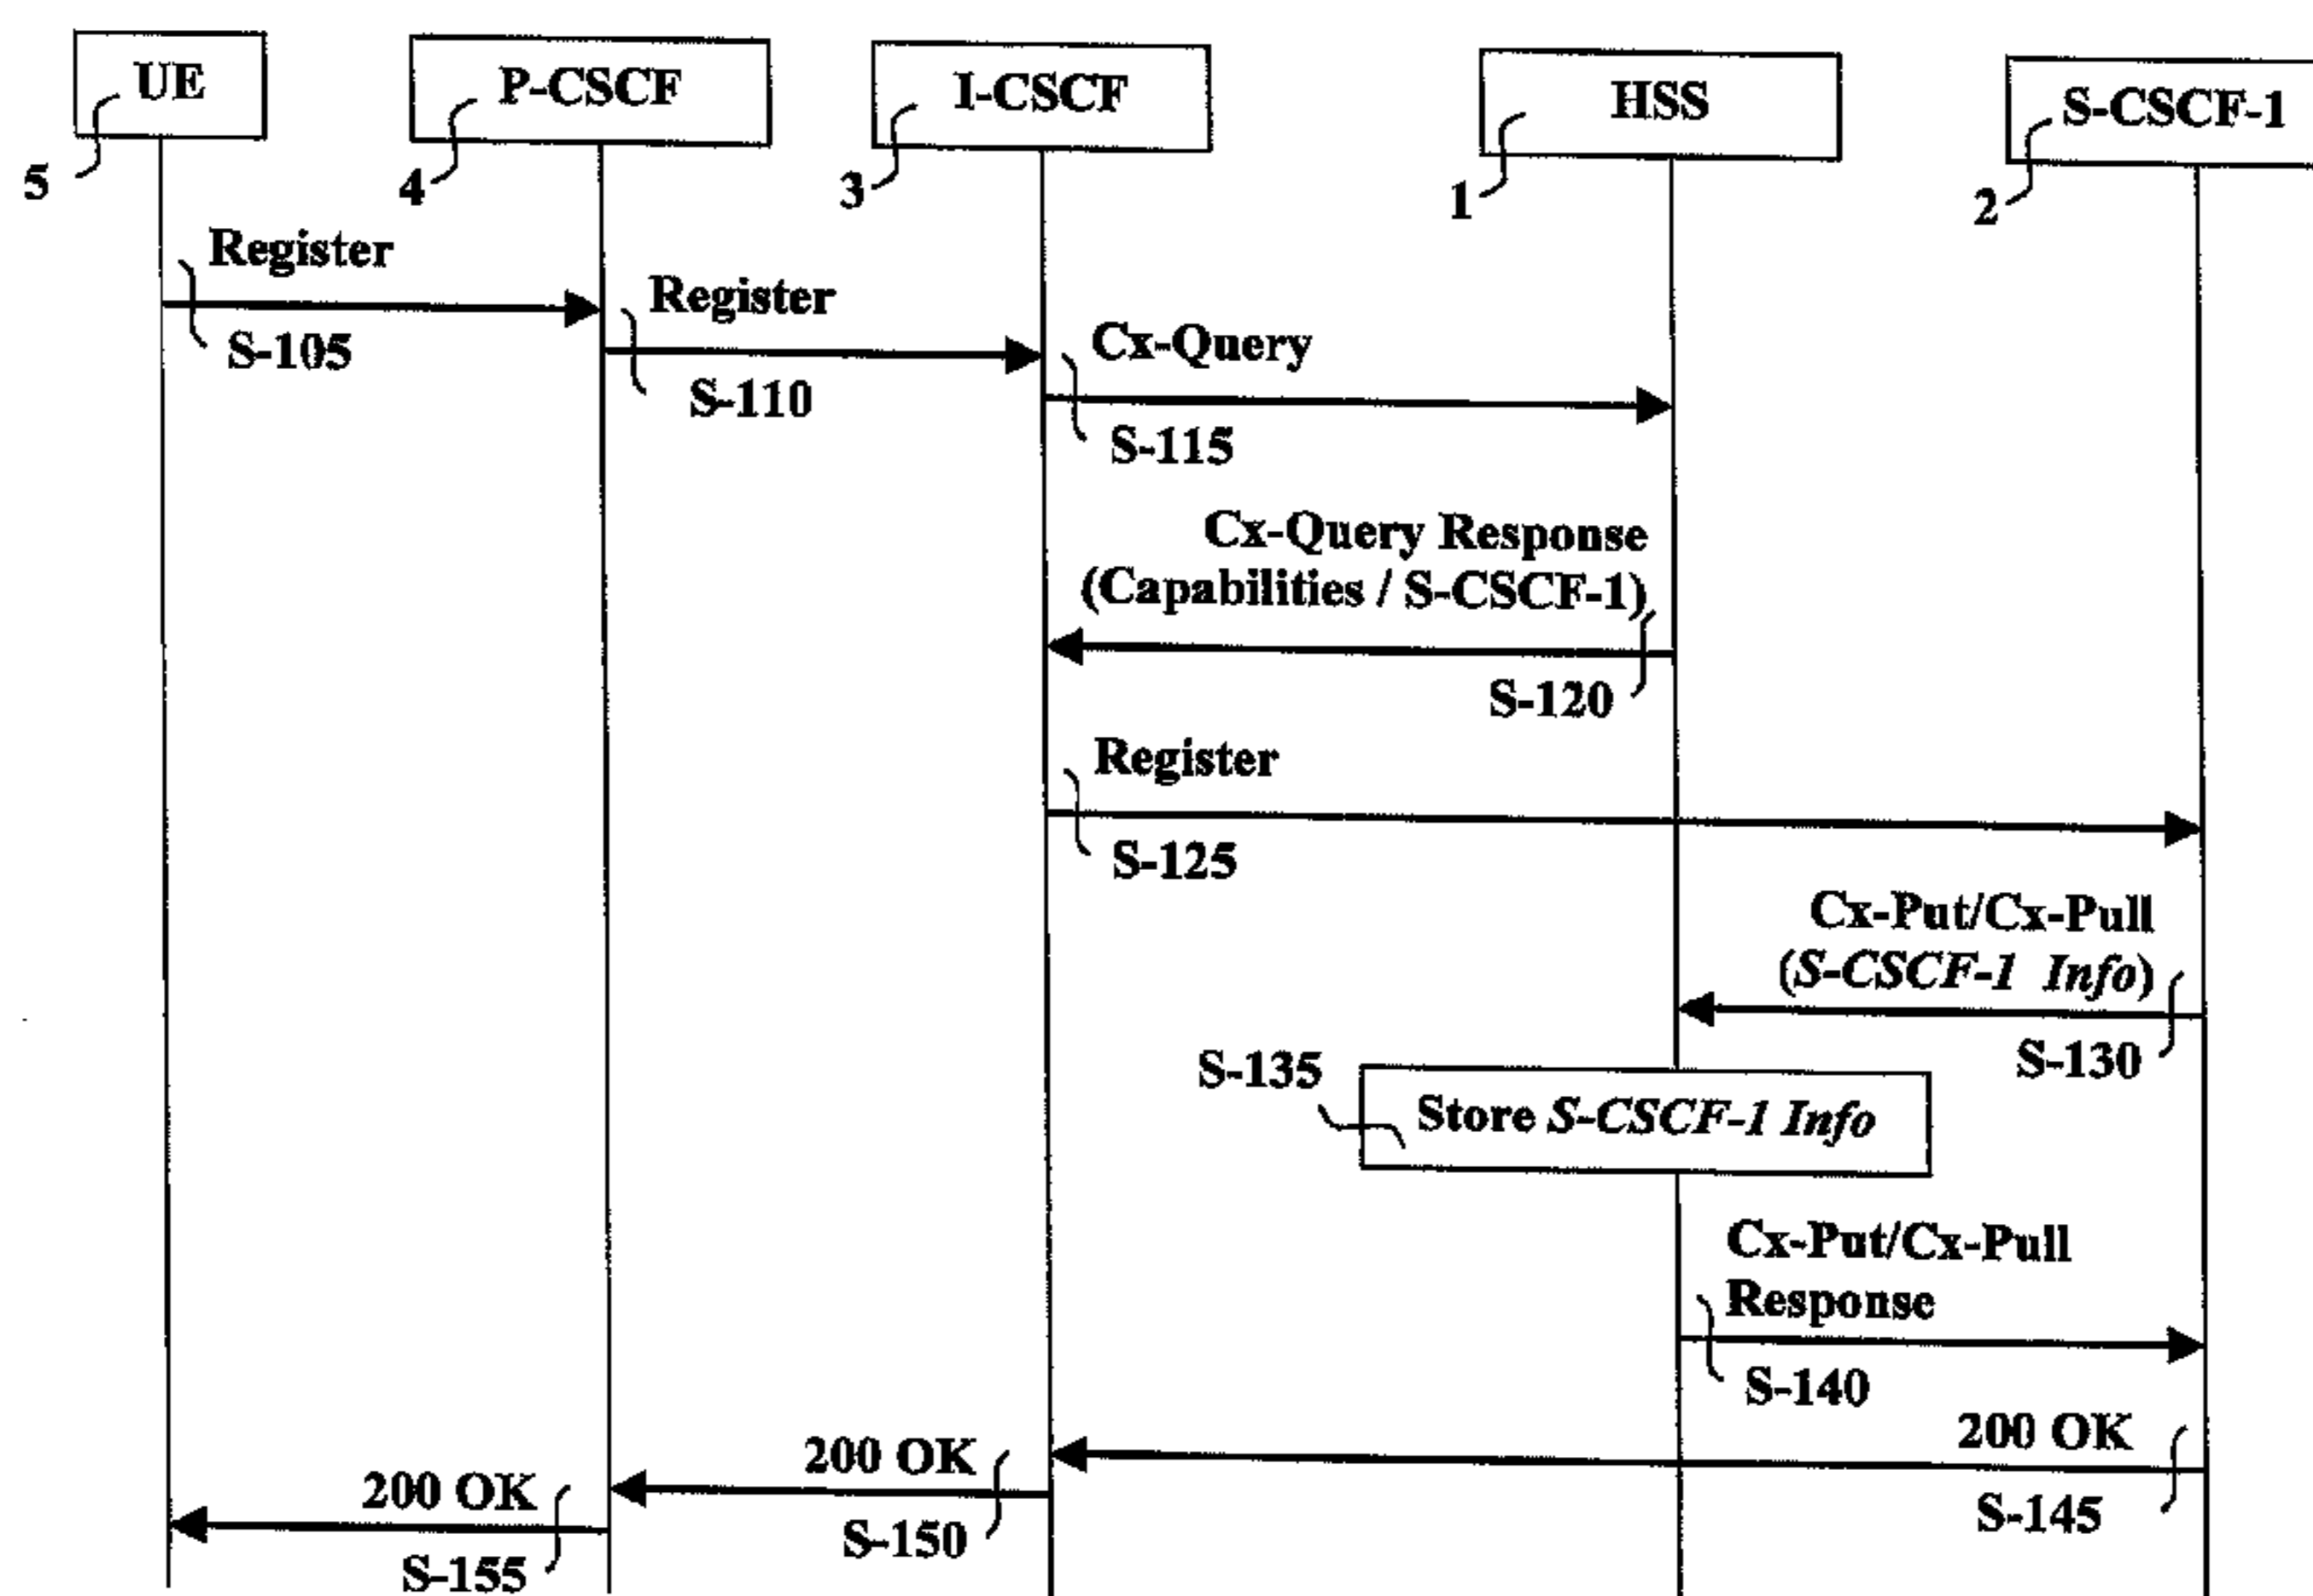 UE
P-CSCF
I-CSCF
HSS
S-CSCF-1
5
4
3
1
2
Register
S-105
Register
S-110
Cx-Query
S-115
Cx-Query Response
(Capabilities / S-CSCF-1)
S-120
Register
S-125
Cx-Put/Cx-Pull
(S-CSCF-1 Info)
S-130
S-135
Store S-CSCF-1 Info
Cx-Put/Cx-Pull
Response
S-140
200 OK
S-145
200 OK
S-150
200 OK
S-155